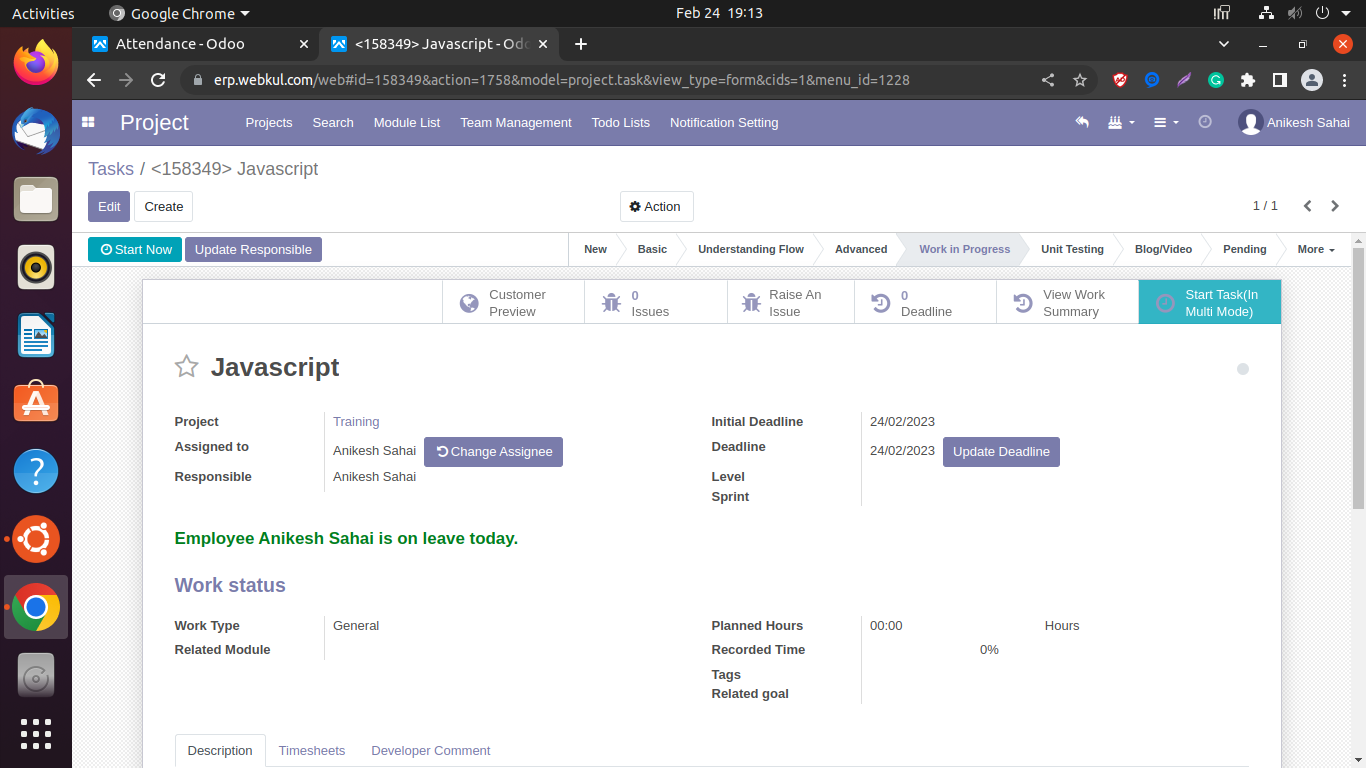 Activities Google Chrome Feb 24 19:13
Attendance - Odoo <158349> Javascript - Odo
erp.webkul.com/web#id=158349&action=1758&model=project.task&view_type=form&cids=1&menu_id=1228
Project Projects Search Module List Team Management Todo Lists Notification Setting Anikesh Sahai
Tasks / <158349> Javascript
Edit Create Action 1 / 1
Start Now Update Responsible New Basic Understanding Flow Advanced Work in Progress Unit Testing Blog/Video Pending More
Customer Preview 0 Issues Raise An Issue 0 Deadline View Work Summary Start Task(In Multi Mode)
Javascript
Project Training Initial Deadline 24/02/2023
Assigned to Anikesh Sahai Change Assignee Deadline 24/02/2023 Update Deadline
Responsible Anikesh Sahai Level
Sprint
Employee Anikesh Sahai is on leave today.
Work status
Work Type General Planned Hours 00:00 Hours
Related Module Recorded Time 0%
Tags
Related goal
Description Timesheets Developer Comment